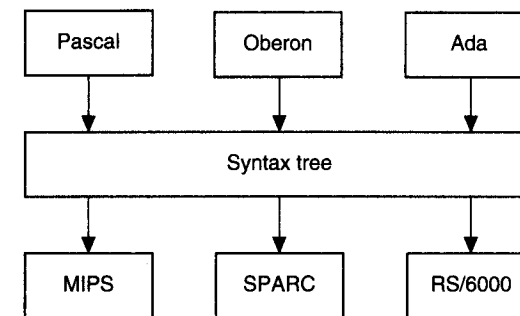 Pascal
Oberon
Ada
Syntax tree
MIPS
SPARC
RS/6000